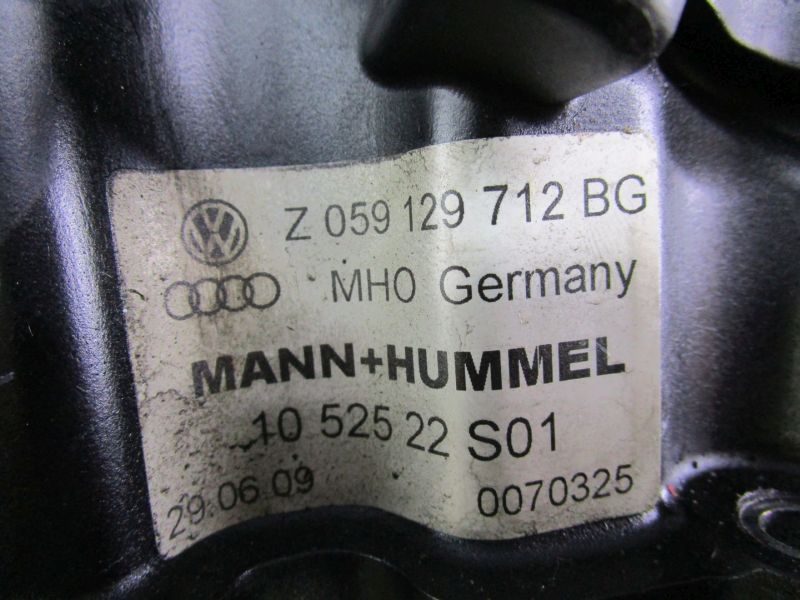 Z 059 129 712 BG
MH0 Germany
MANN+HUMMEL
10 525 22 S01
29.06.09 0070325